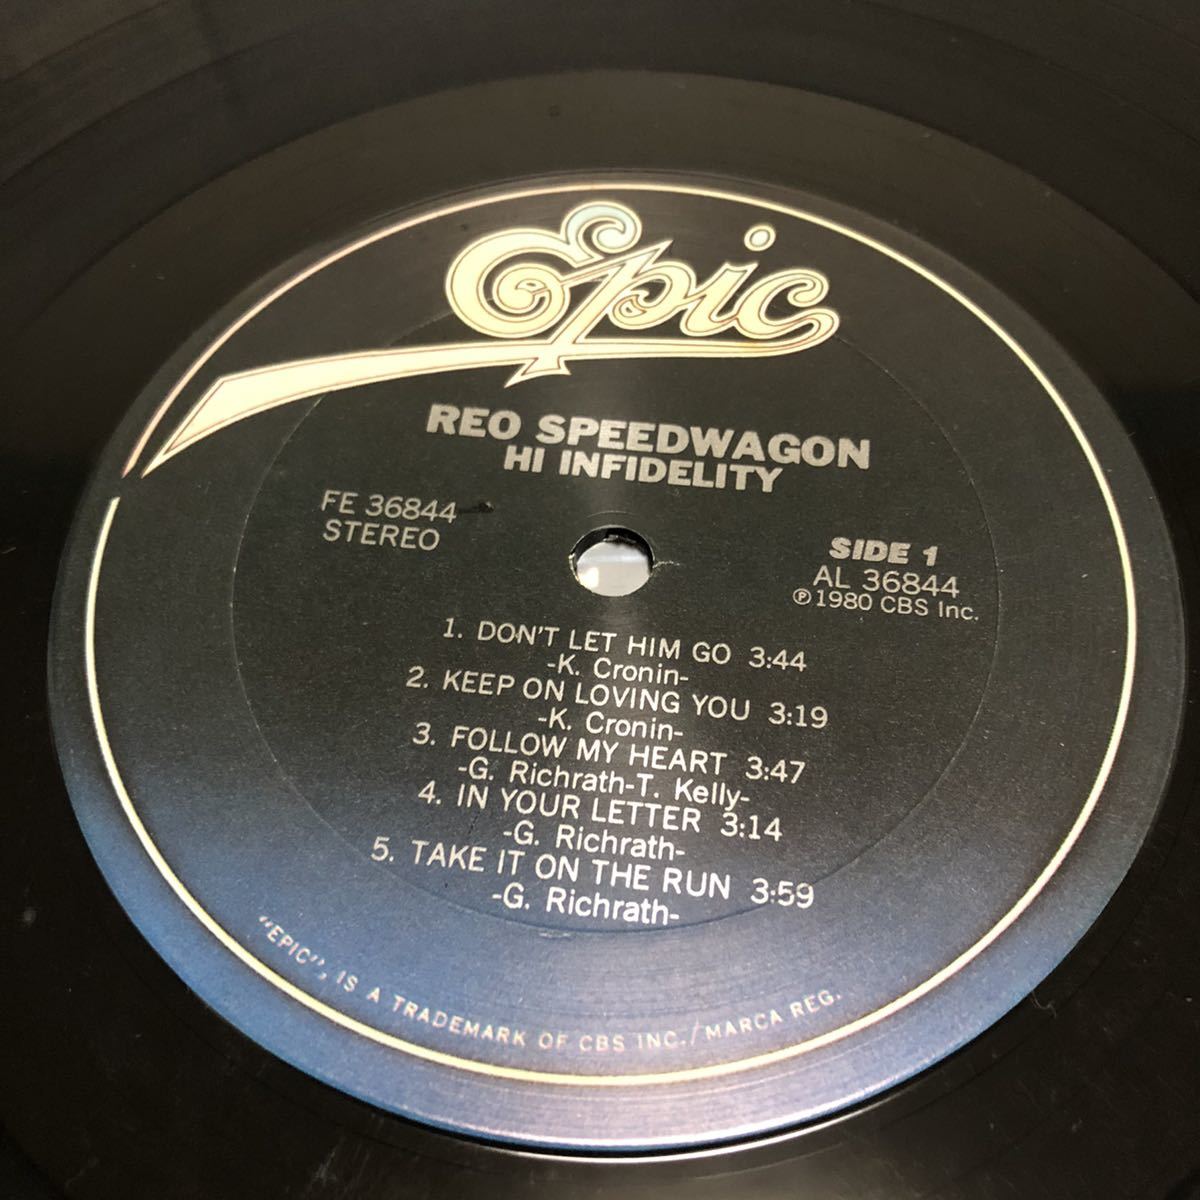 Epic
REO SPEEDWAGON
HI INFIDELITY
FE 36844
STEREO
SIDE 1
AL 36844
℗1980 CBS Inc.
1. DON'T LET HIM GO 3:44
-K. Cronin-
2. KEEP ON LOVING YOU 3:19
-K. Cronin-
3. FOLLOW MY HEART 3:47
-G. Richrath-T. Kelly-
4. IN YOUR LETTER 3:14
-G. Richrath-
5. TAKE IT ON THE RUN 3:59
-G. Richrath-
"EPIC", IS A TRADEMARK OF CBS INC./MARCA REG.